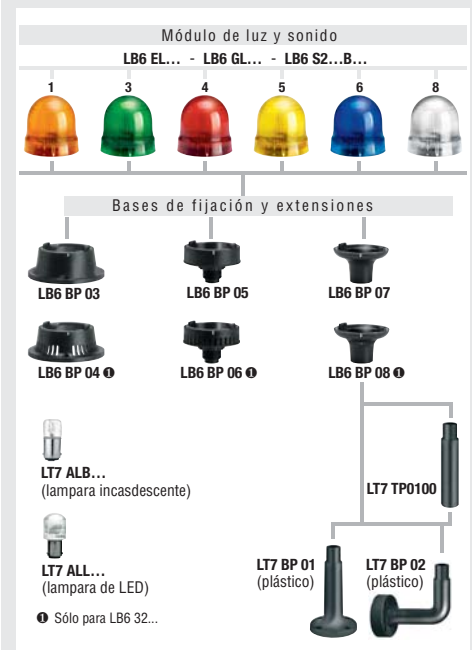 Módulo de luz y sonido
LB6 EL... - LB6 GL... - LB6 S2...B...
1 3 4 5 6 8
Bases de fijación y extensiones
LB6 BP 03 LB6 BP 05 LB6 BP 07
LB6 BP 04 ❶ LB6 BP 06 ❶ LB6 BP 08 ❶
LT7 ALB...
(lampara incasdescente)
LT7 TP0100
LT7 ALL...
(lampara de LED)
LT7 BP 01
(plástico)
LT7 BP 02
(plástico)
❶ Sólo para LB6 32...